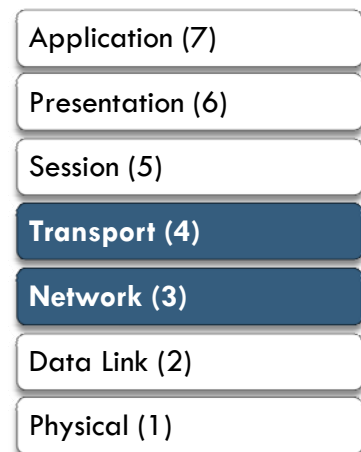 Application (7)
Presentation (6)
Session (5)
Transport (4)
Network (3)
Data Link (2)
Physical (1)